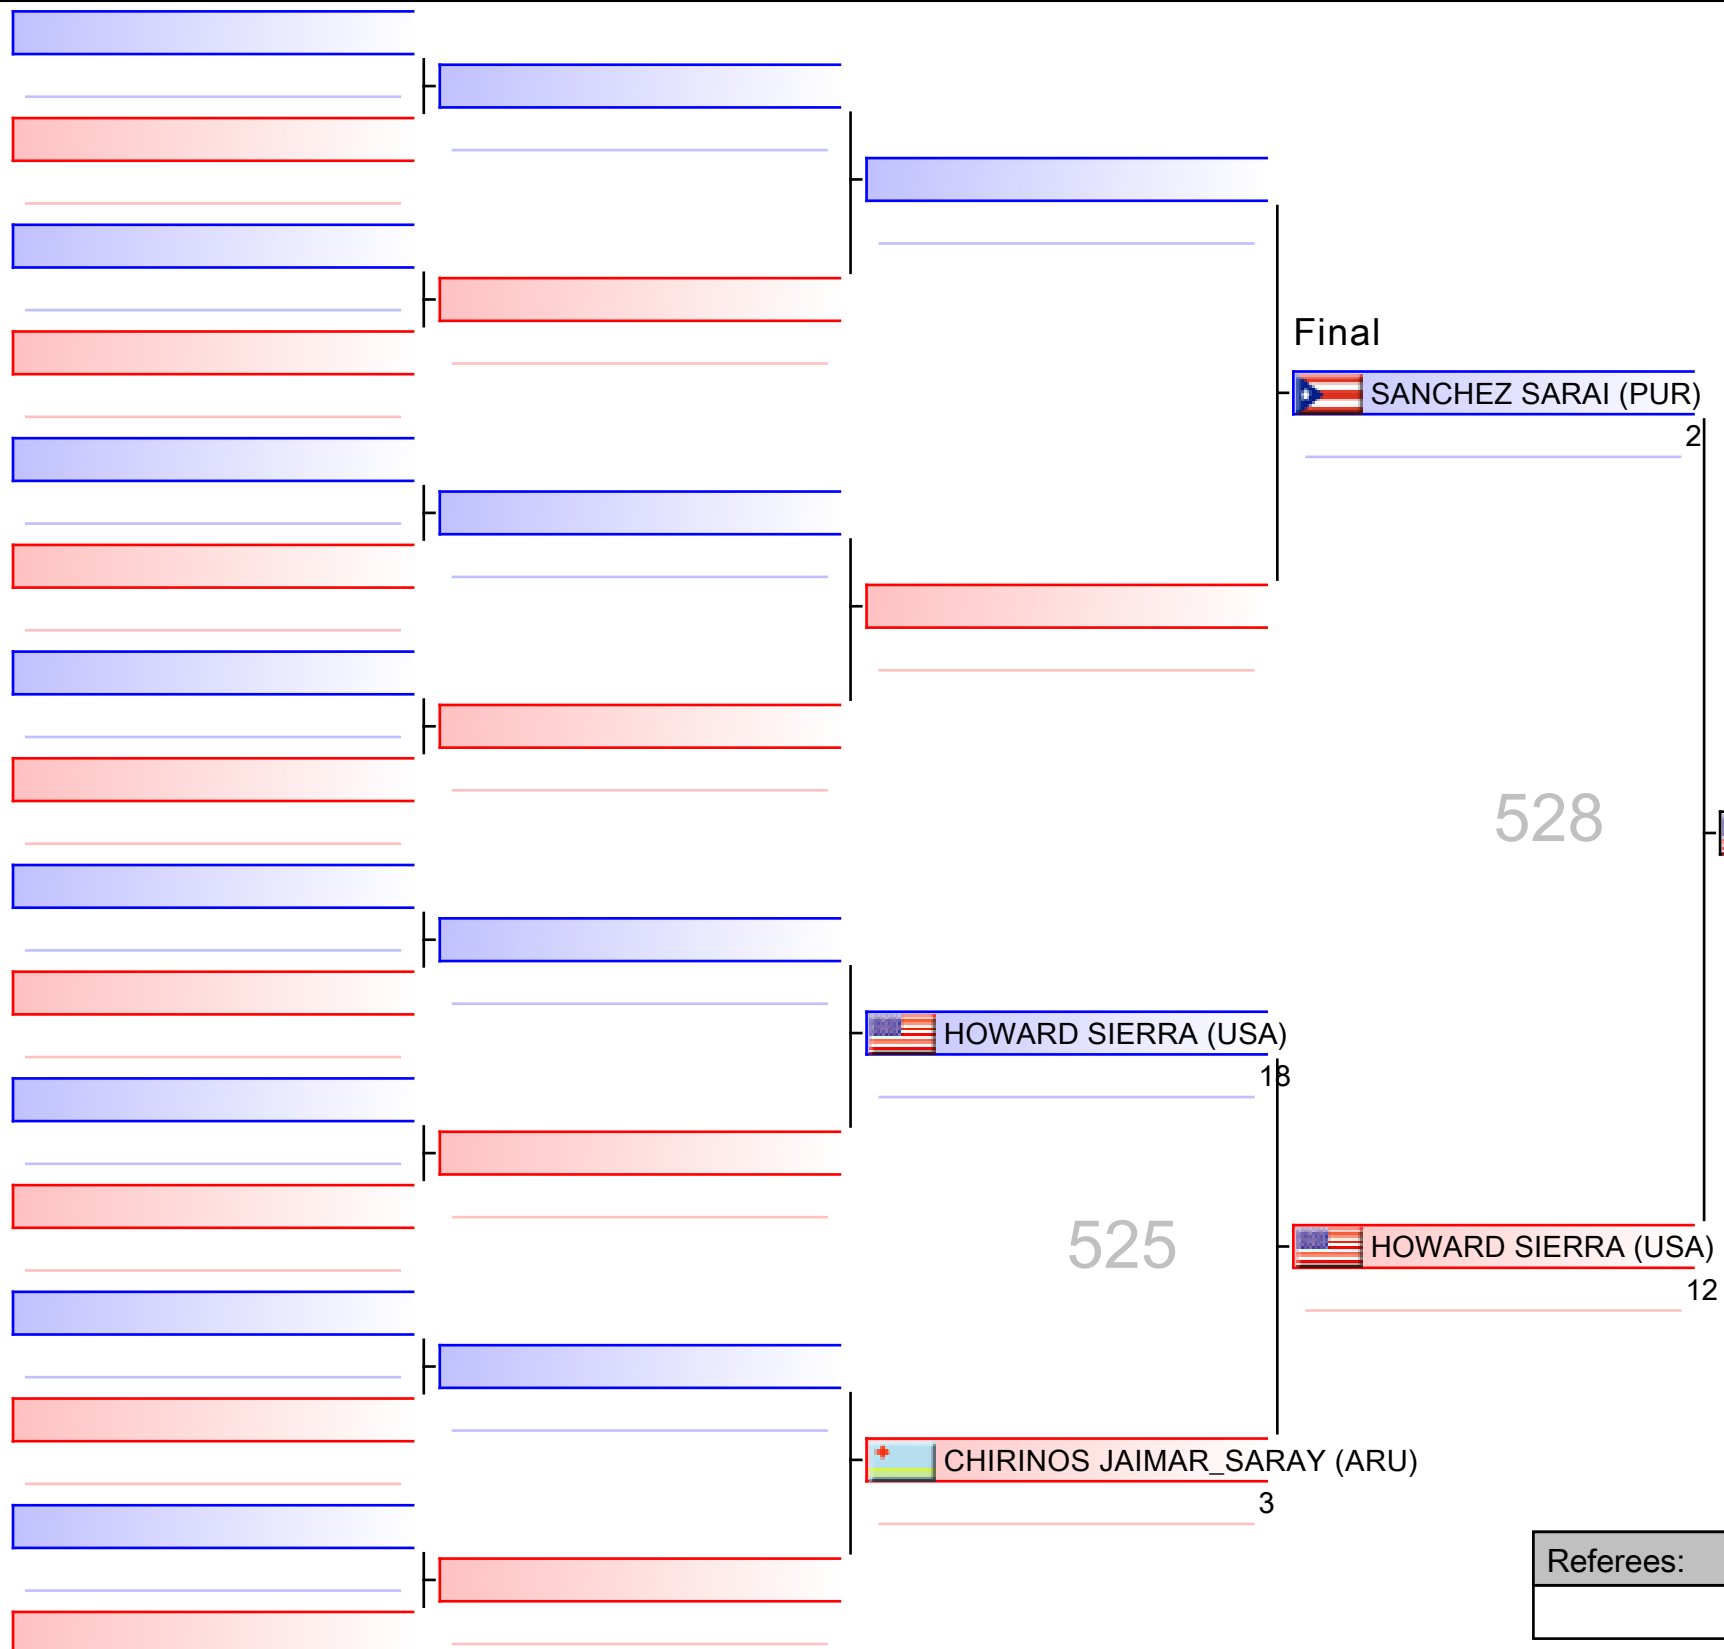 Final
SANCHEZ SARAI (PUR)
2
528
HOWARD SIERRA (USA)
18
525
HOWARD SIERRA (USA)
12
CHIRINOS JAIMAR_SARAY (ARU)
3
Referees: